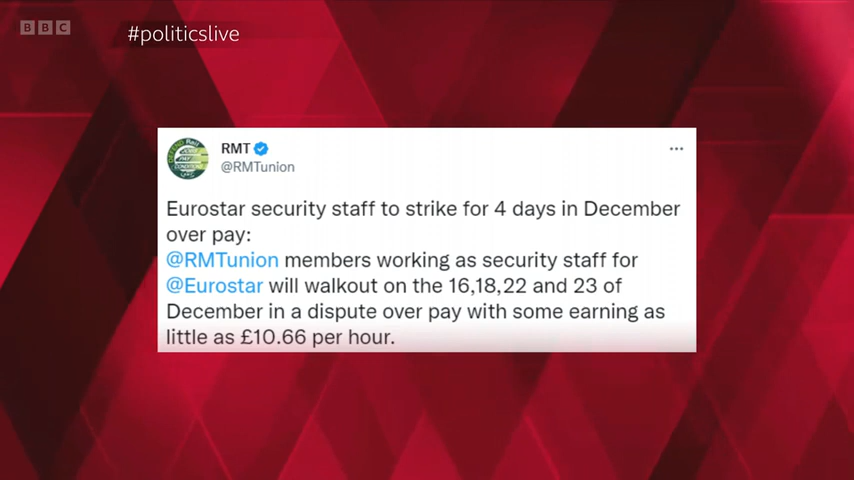 BBC
#politicslive
RMT
@RMTunion
Eurostar security staff to strike for 4 days in December
over pay:
@RMTunion members working as security staff for
@Eurostar will walkout on the 16,18,22 and 23 of
December in a dispute over pay with some earning as
little as £10.66 per hour.